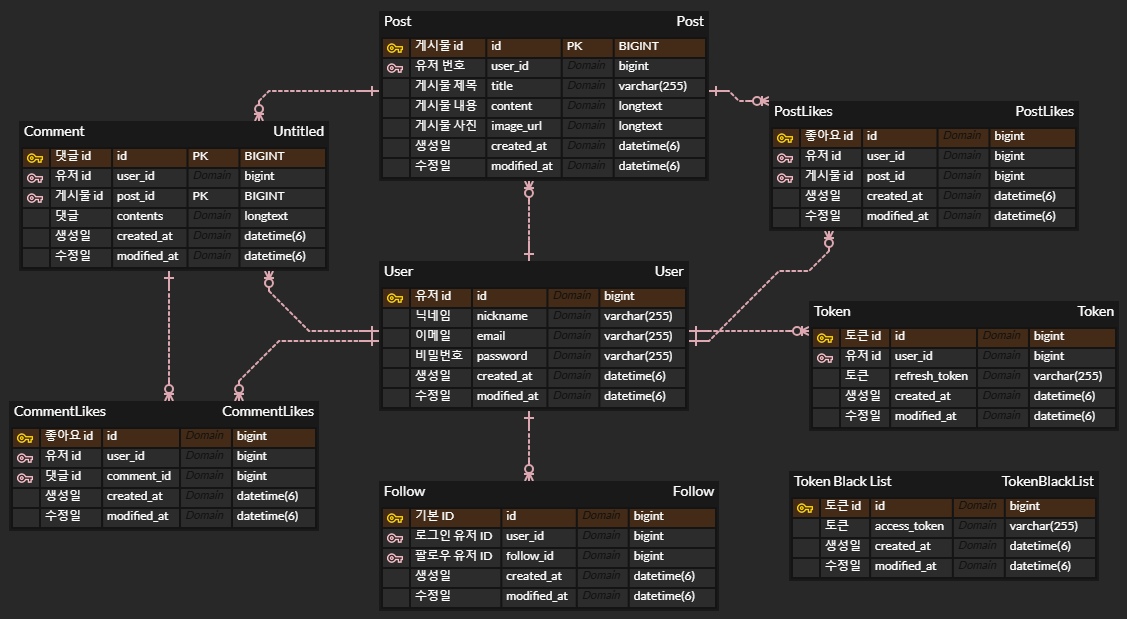 Post Post
게시물 id id PK BIGINT
유저 번호 user_id Domain bigint
게시물 제목 title Domain varchar(255)
게시물 내용 content Domain longtext
게시물 사진 image_url Domain longtext
생성일 created_at Domain datetime(6)
수정일 modified_at Domain datetime(6)
Comment Untitled
댓글 id id PK BIGINT
유저 id user_id Domain bigint
게시물 id post_id PK BIGINT
댓글 contents Domain longtext
생성일 created_at Domain datetime(6)
수정일 modified_at Domain datetime(6)
PostLikes PostLikes
좋아요 id id Domain bigint
유저 id user_id Domain bigint
게시물 id post_id Domain bigint
생성일 created_at Domain datetime(6)
수정일 modified_at Domain datetime(6)
User User
유저 id id Domain bigint
닉네임 nickname Domain varchar(255)
이메일 email Domain varchar(255)
비밀번호 password Domain varchar(255)
생성일 created_at Domain datetime(6)
수정일 modified_at Domain datetime(6)
Token Token
토큰 id id Domain bigint
유저 id user_id Domain bigint
토큰 refresh_token Domain varchar(255)
생성일 created_at Domain datetime(6)
수정일 modified_at Domain datetime(6)
CommentLikes CommentLikes
좋아요 id id Domain bigint
유저 id user_id Domain bigint
댓글 id comment_id Domain bigint
생성일 created_at Domain datetime(6)
수정일 modified_at Domain datetime(6)
Follow Follow
기본 ID id Domain bigint
로그인 유저 ID user_id Domain bigint
팔로우 유저 ID follow_id Domain bigint
생성일 created_at Domain datetime(6)
수정일 modified_at Domain datetime(6)
Token Black List TokenBlackList
토큰 id id Domain bigint
토큰 access_token Domain varchar(255)
생성일 created_at Domain datetime(6)
수정일 modified_at Domain datetime(6)